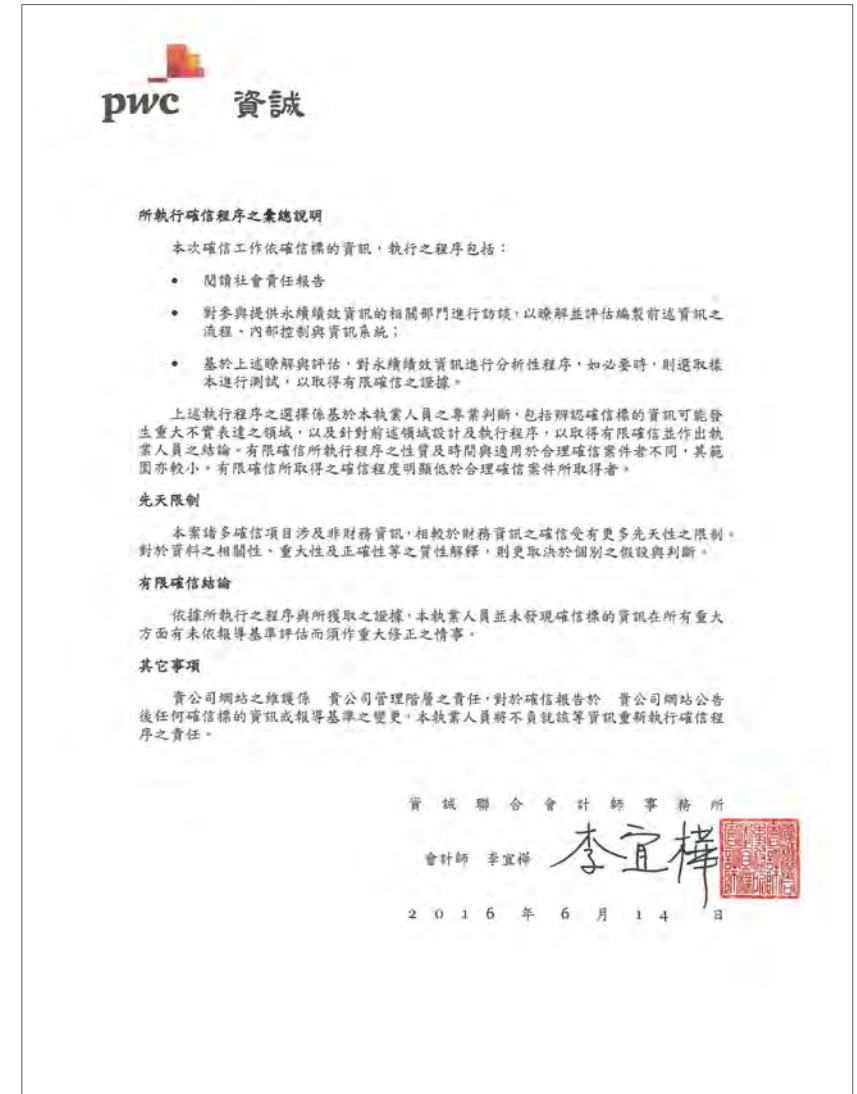 pwc 資誠
所執行確信程序之彙總說明
本次確信工作依確信標的資訊，執行之程序包括：
• 閱讀社會責任報告
• 對參與提供永續績效資訊的相關部門進行訪談，以瞭解並評估編製前述資訊之
流程、內部控制與資訊系統；
• 基於上述瞭解與評估，對永續績效資訊進行分析性程序，如必要時，則選取樣
本進行測試，以取得有限確信之證據。
上述執行程序之選擇係基於本執業人員之專業判斷，包括辨認確信標的資訊可能發
生重大不實表達之領域，以及針對前述領域設計及執行程序，以取得有限確信並作出執
業人員之結論。有限確信所執行程序之性質及時間與適用於合理確信案件者不同，其範
圍亦較小。有限確信所取得之確信程度明顯低於合理確信案件所取得者。
先天限制
本案諸多確信項目涉及非財務資訊，相較於財務資訊之確信受有更多先天性之限制。
對於資料之相關性、重大性及正確性等之質性解釋，則更取決於個別之假設與判斷。
有限確信結論
依據所執行之程序與所獲取之證據，本執業人員並未發現確信標的資訊在所有重大
方面有未依報導基準評估而須作重大修正之情事。
其它事項
貴公司網站之維護係 貴公司管理階層之責任，對於確信報告於 貴公司網站公告
後任何確信標的資訊或報導基準之變更，本執業人員將不負就該等資訊重新執行確信程
序之責任。
資誠聯合會計師事務所
會計師 李宜樺 李宜樺
2016年6月14日